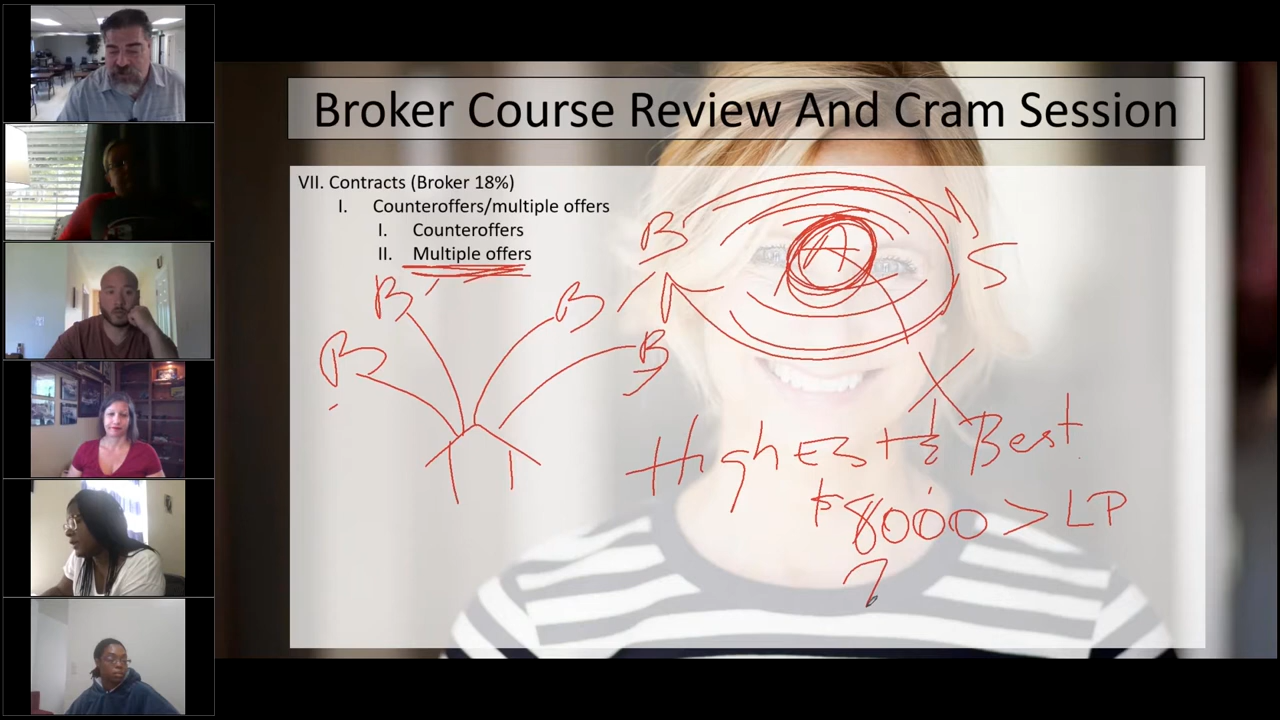 Broker Course Review And Cram Session
VII. Contracts (Broker 18%)
I. Counteroffers/multiple offers
I. Counteroffers
II. Multiple offers
B
B
B
B
B
A
S
Highest & Best
$8000 > LP
7